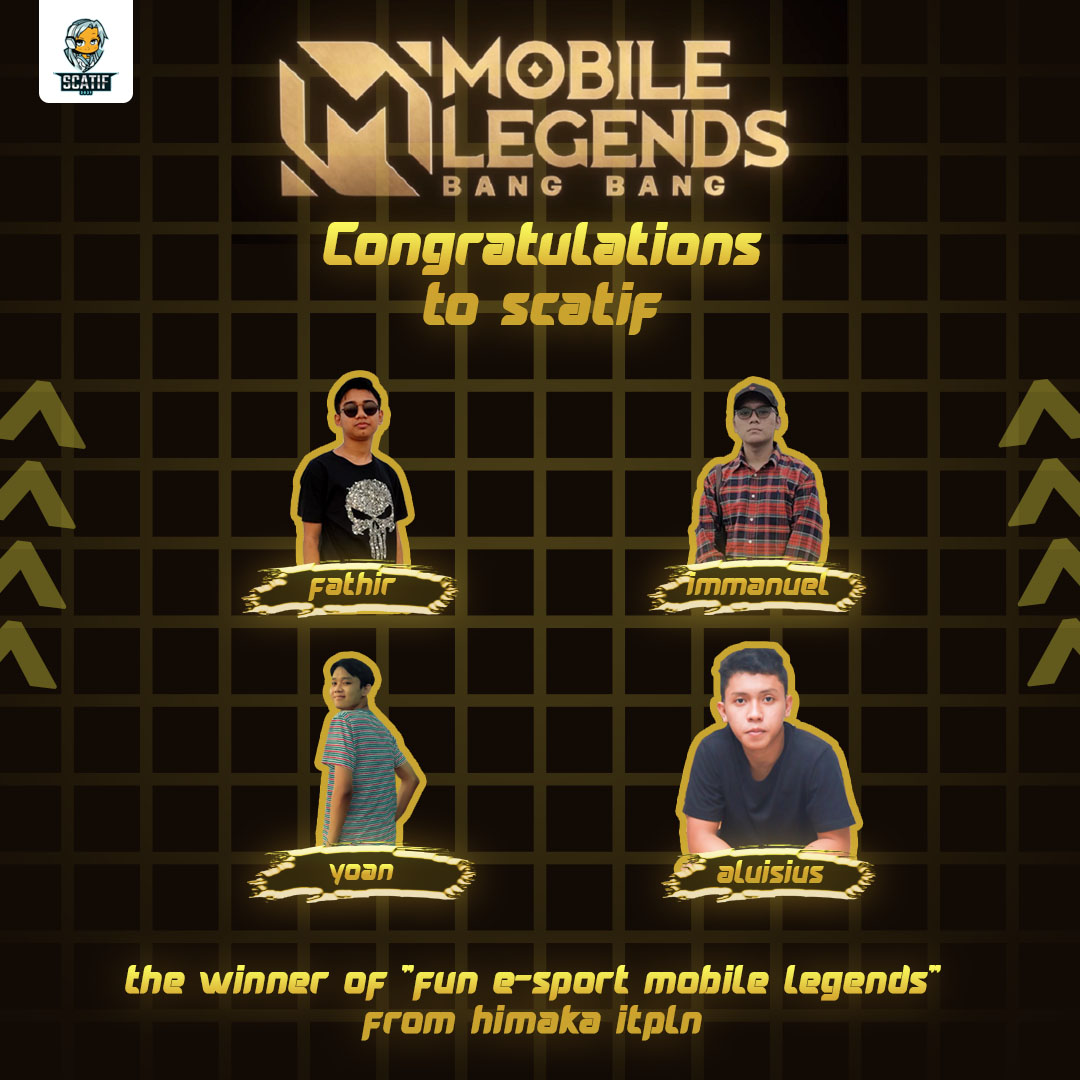 SCATIF
MOBILE
LEGENDS
BANG BANG
Congratulations
to scatif
fathir
immanuel
yoan
aluisius
the winner of "fun e-sport mobile legends"
from himaka itpln